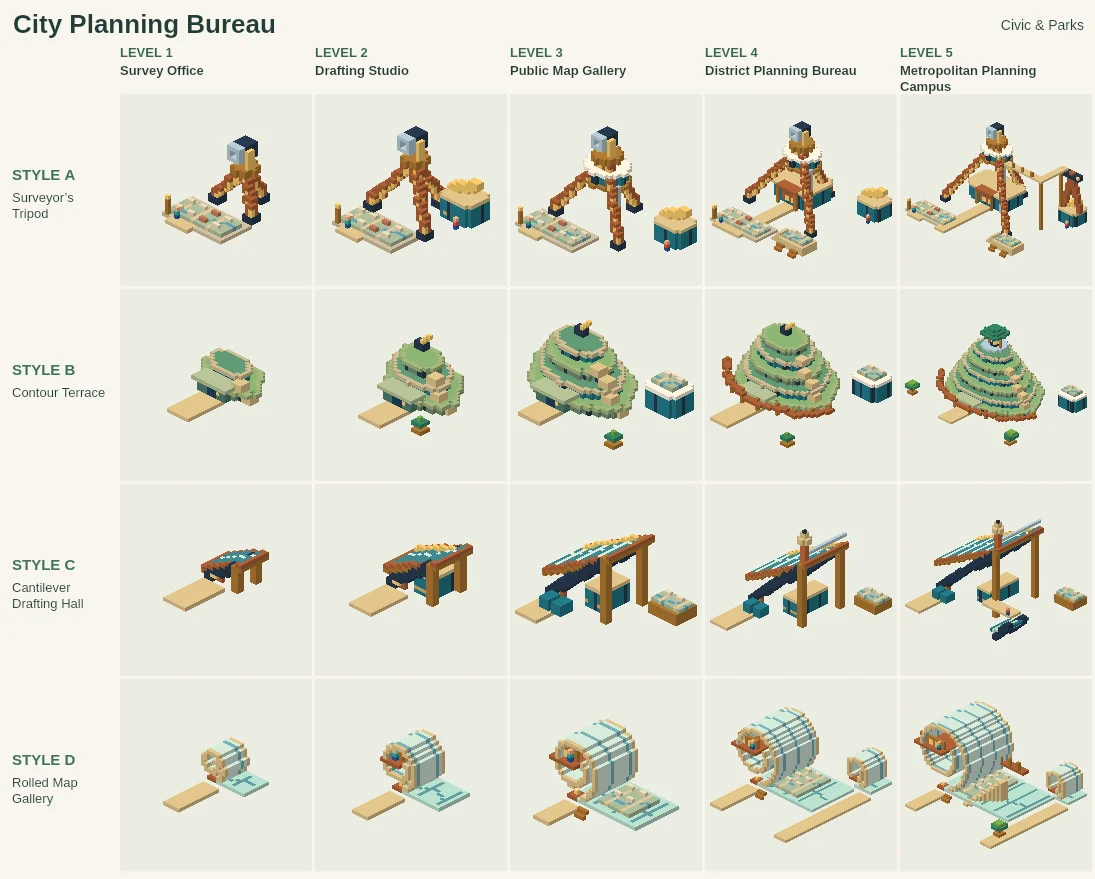 City Planning Bureau
Civic & Parks
LEVEL 1
Survey Office
LEVEL 2
Drafting Studio
LEVEL 3
Public Map Gallery
LEVEL 4
District Planning Bureau
LEVEL 5
Metropolitan Planning
Campus
STYLE A
Surveyor's
Tripod
STYLE B
Contour Terrace
STYLE C
Cantilever
Drafting Hall
STYLE D
Rolled Map
Gallery